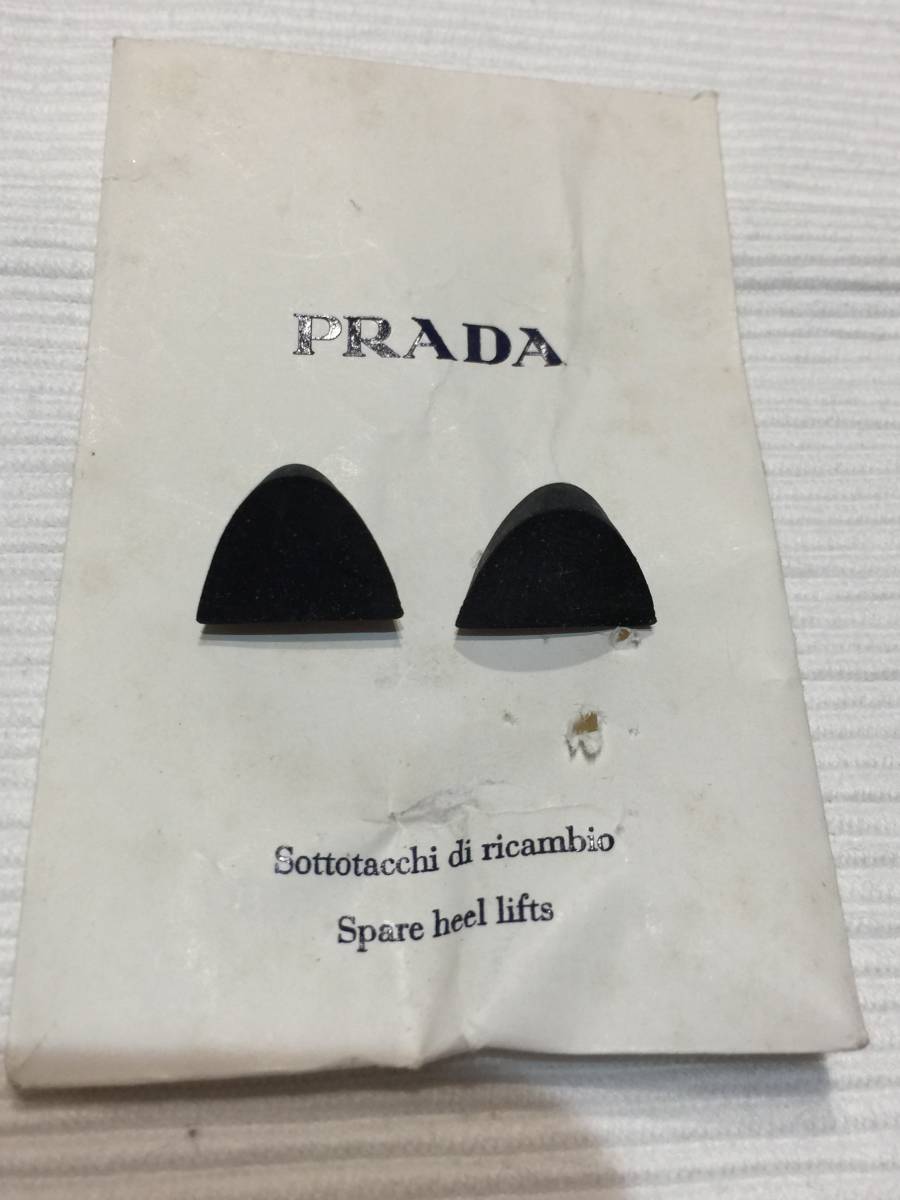 PRADA
Sottotacchi di ricambio
Spare heel lifts